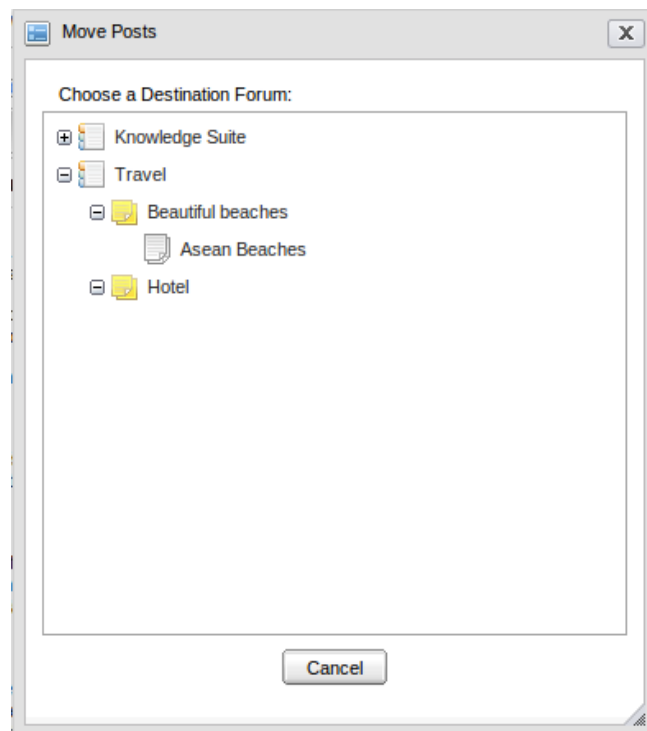 Move Posts
X
Choose a Destination Forum:
Knowledge Suite
Travel
Beautiful beaches
Asean Beaches
Hotel
Cancel